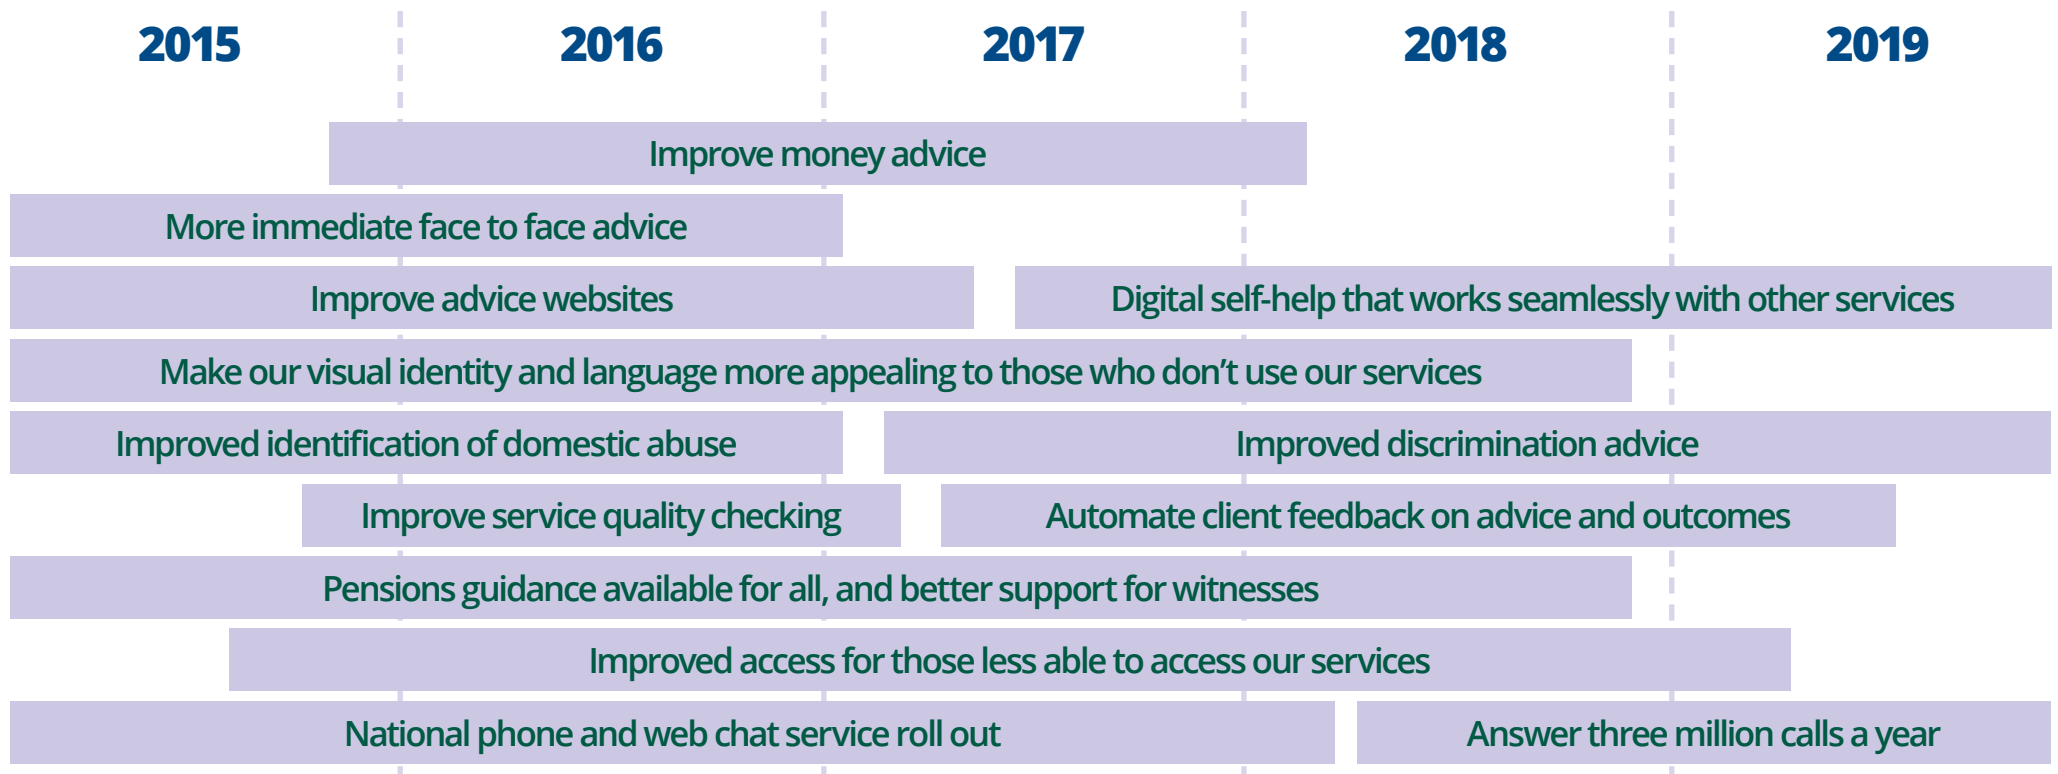 2015 2016 2017 2018 2019
Improve money advice
More immediate face to face advice
Improve advice websites Digital self-help that works seamlessly with other services
Make our visual identity and language more appealing to those who don’t use our services
Improved identification of domestic abuse Improved discrimination advice
Improve service quality checking Automate client feedback on advice and outcomes
Pensions guidance available for all, and better support for witnesses
Improved access for those less able to access our services
National phone and web chat service roll out Answer three million calls a year